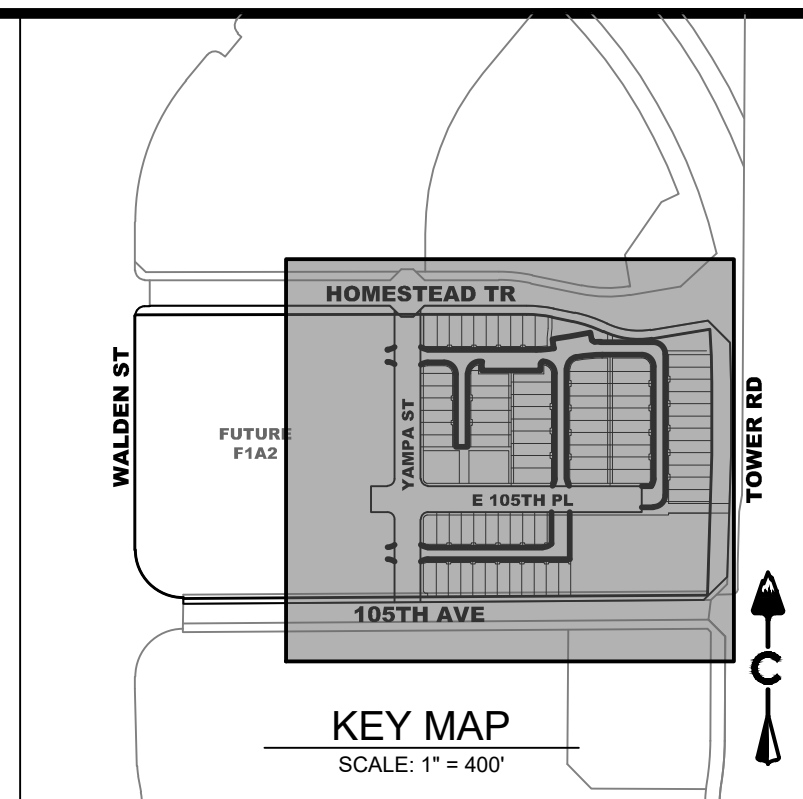 HOMESTEAD TR
WALDEN ST
FUTURE
F1A2
YAMPA ST
TOWER RD
E 105TH PL
105TH AVE
C
KEY MAP
SCALE: 1" = 400'